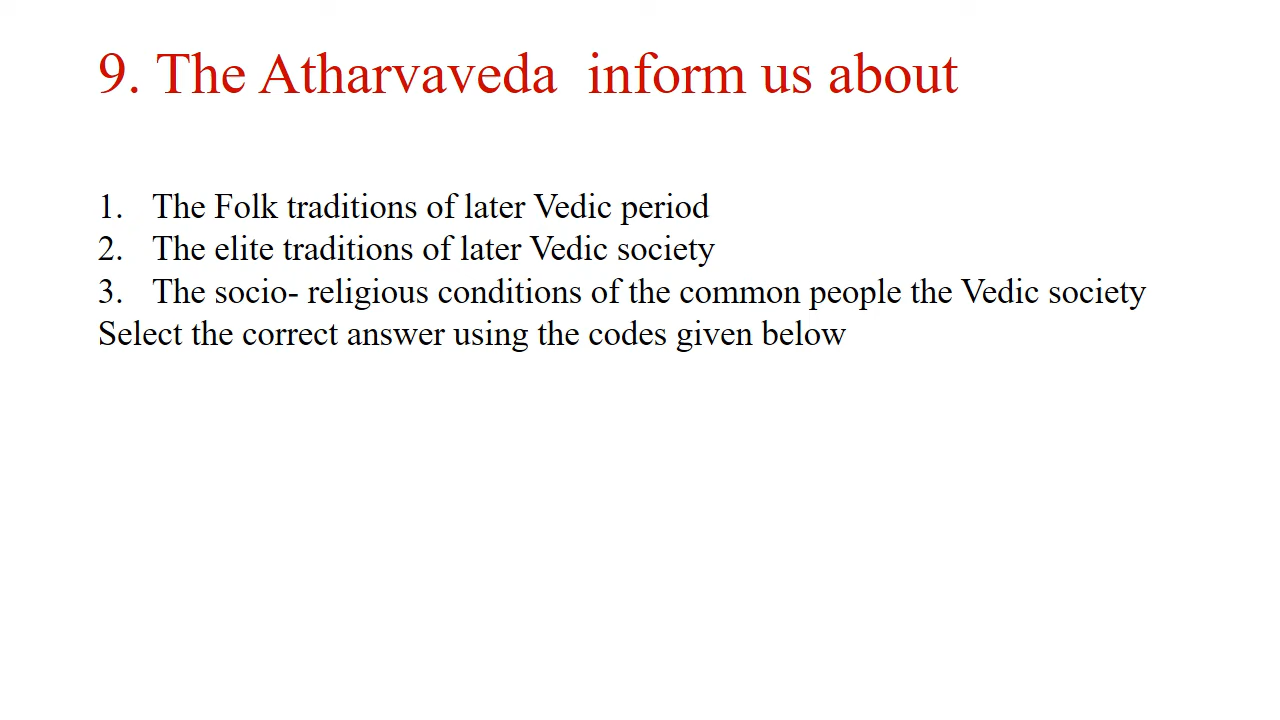 9. The Atharvaveda  inform us about
1. The Folk traditions of later Vedic period
2. The elite traditions of later Vedic society
3. The socio- religious conditions of the common people the Vedic society
Select the correct answer using the codes given below